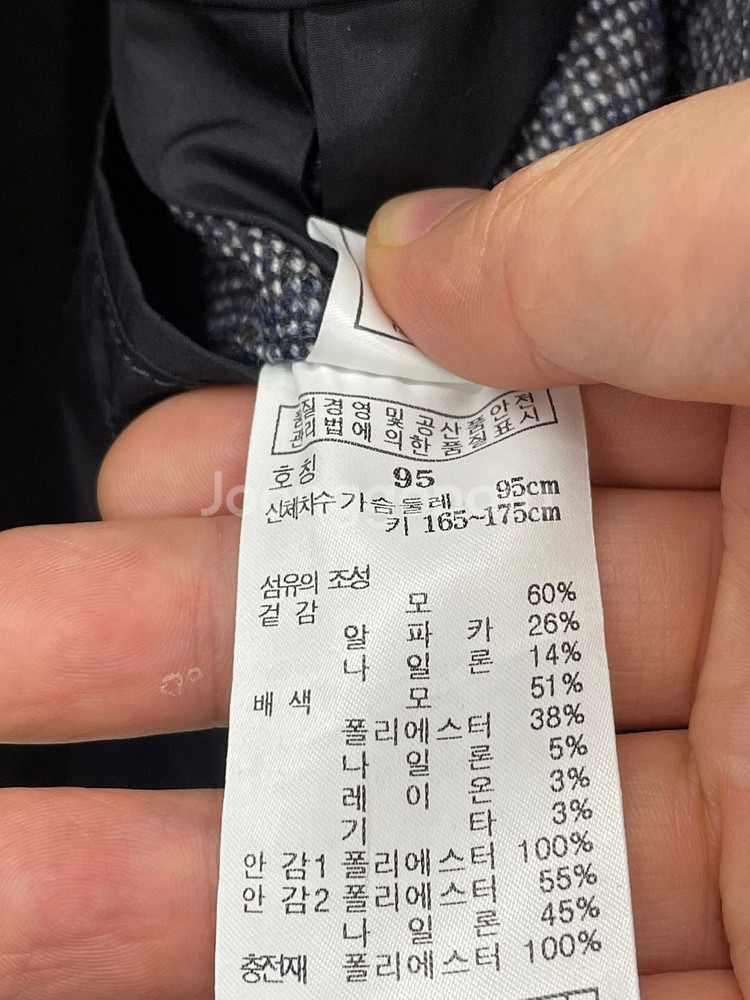 품질경영 및 공산품안전
관리법에 의한 품질표시
호칭 95
신체치수 가슴둘레 95cm
키 165~175cm
섬유의 조성
겉감 모 60%
알파카 26%
나일론 14%
배색 모 51%
폴리에스터 38%
나일론 5%
레이온 3%
기타 3%
안감1 폴리에스터 100%
안감2 폴리에스터 55%
나일론 45%
충전재 폴리에스터 100%